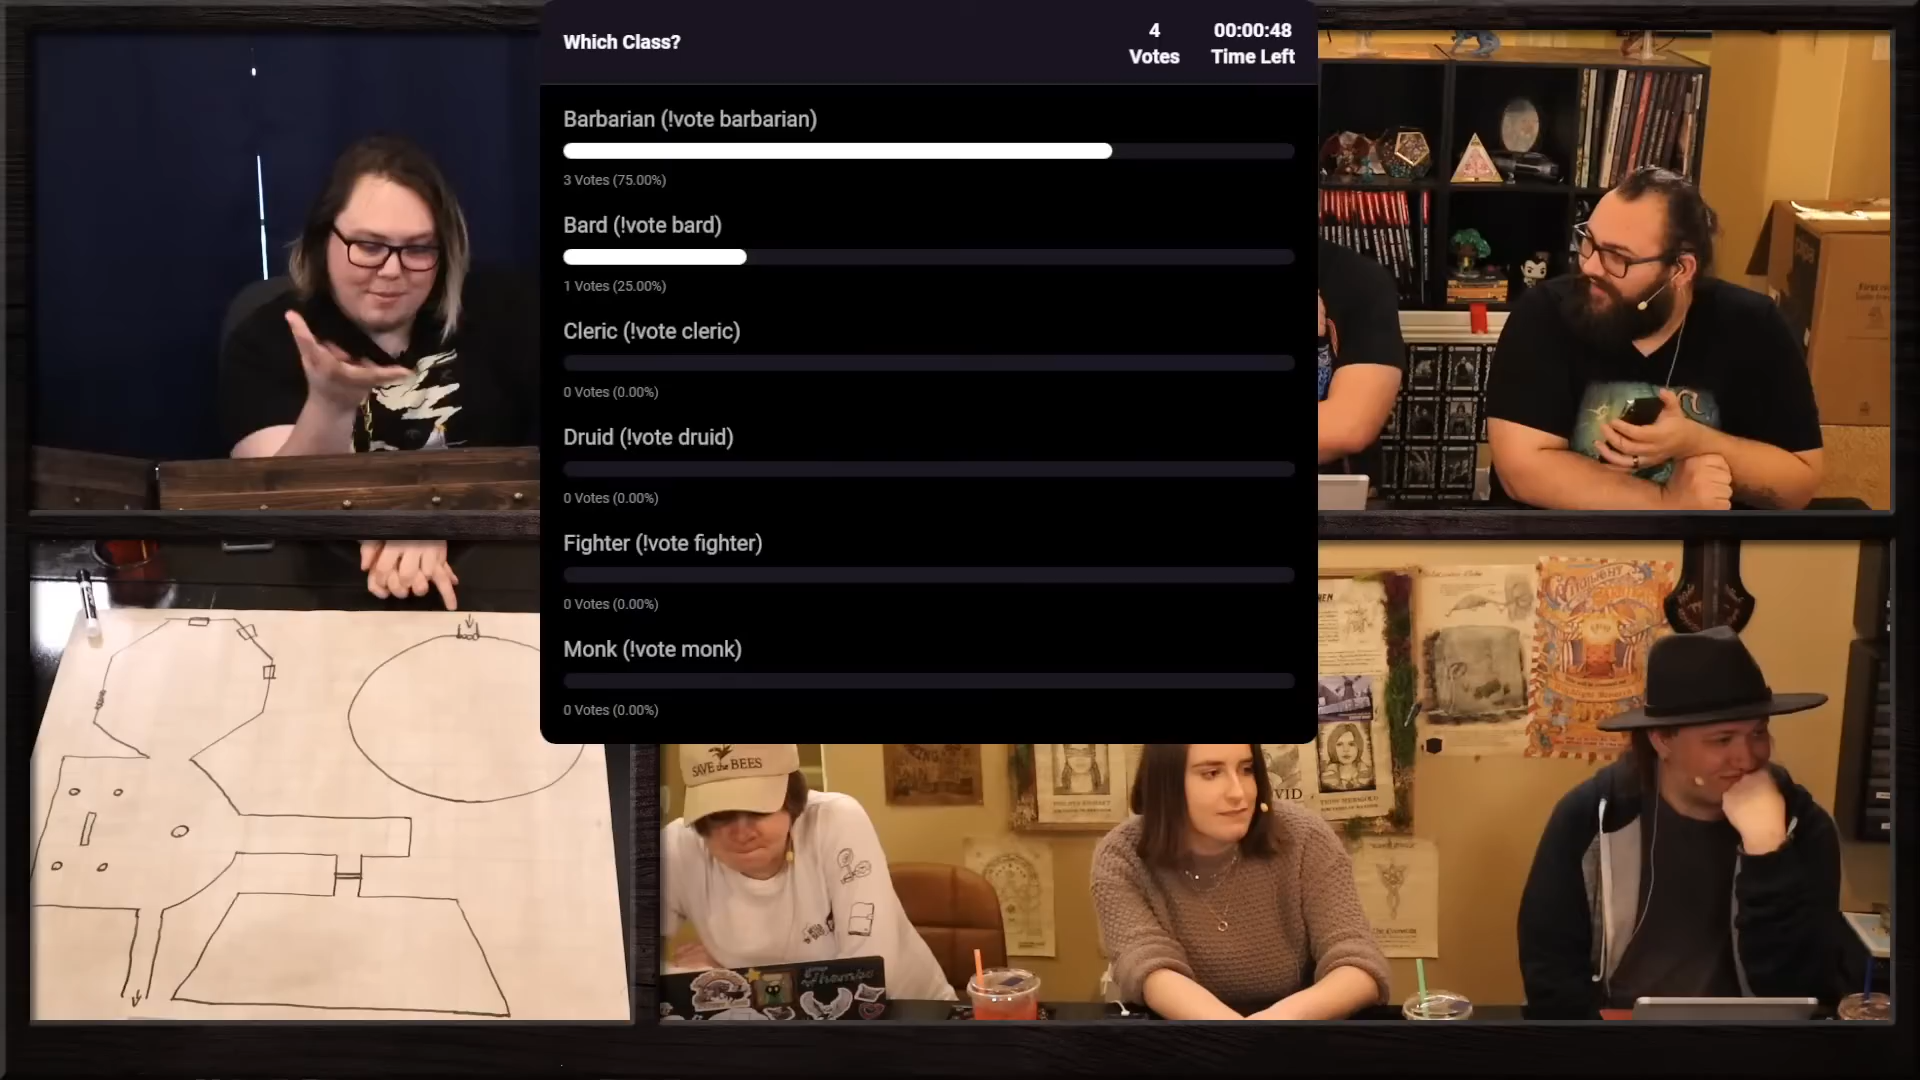 Which Class?
4
Votes
00:00:48
Time Left
Barbarian (!vote barbarian)
3 Votes (75.00%)
Bard (!vote bard)
1 Votes (25.00%)
Cleric (!vote cleric)
0 Votes (0.00%)
Druid (!vote druid)
0 Votes (0.00%)
Fighter (!vote fighter)
0 Votes (0.00%)
Monk (!vote monk)
0 Votes (0.00%)
SAVE the BEES